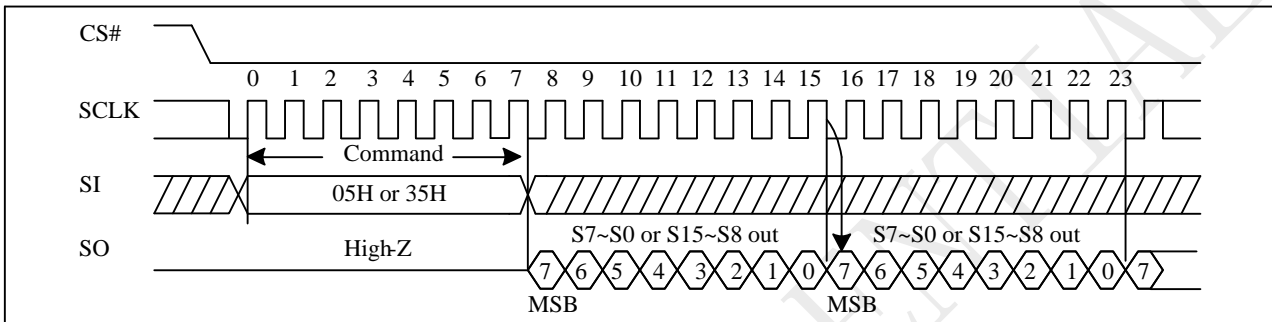 CS#
0 1 2 3 4 5 6 7 8 9 10 11 12 13 14 15 16 17 18 19 20 21 22 23
SCLK
Command
SI 05H or 35H
S7~S0 or S15~S8 out S7~S0 or S15~S8 out
SO High-Z
7 6 5 4 3 2 1 0 7 6 5 4 3 2 1 0 7
MSB MSB